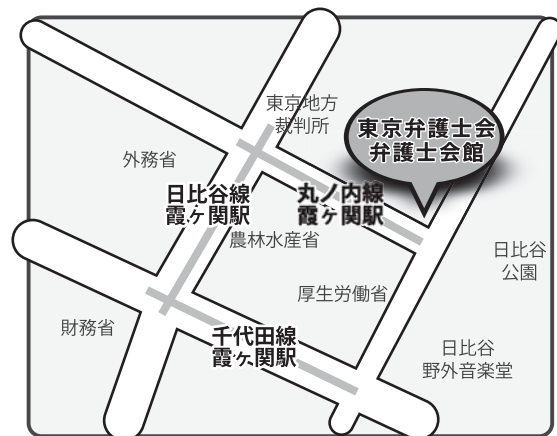 東京地方
裁判所
東京弁護士会
弁護士会館
外務省
日比谷線
霞ヶ関駅
丸ノ内線
霞ヶ関駅
農林水産省
日比谷
公園
厚生労働省
財務省
千代田線
霞ヶ関駅
日比谷
野外音楽堂